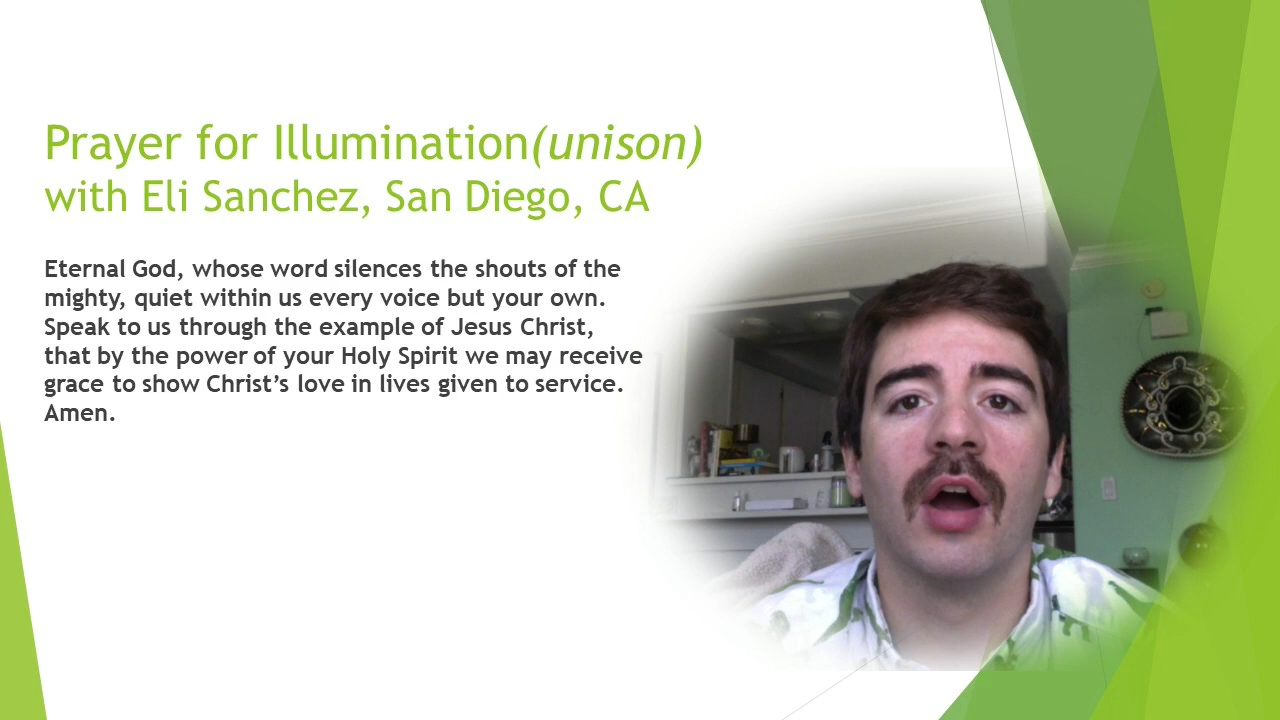 Prayer for Illumination(unison)
with Eli Sanchez, San Diego, CA
Eternal God, whose word silences the shouts of the
mighty, quiet within us every voice but your own.
Speak to us through the example of Jesus Christ,
that by the power of your Holy Spirit we may receive
grace to show Christ’s love in lives given to service.
Amen.